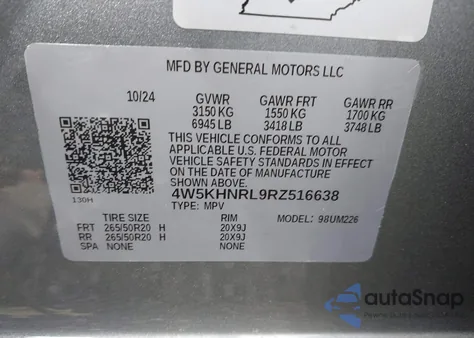 MFD BY GENERAL MOTORS LLC
10/24 GVWR GAWR FRT GAWR RR
3150 KG 1550 KG 1700 KG
6945 LB 3418 LB 3748 LB
THIS VEHICLE CONFORMS TO ALL
APPLICABLE U.S. FEDERAL MOTOR
VEHICLE SAFETY STANDARDS IN EFFECT
ON THE DATE OF MANUFACTURE
SHOWN ABOVE.
4W5KHNRL9RZ516638
130H TYPE: MPV MODEL: 98UM226
TIRE SIZE RIM
FRT 265/50R20 H 20X9J
RR 265/50R20 H 20X9J
SPA NONE NONE
autoSnap